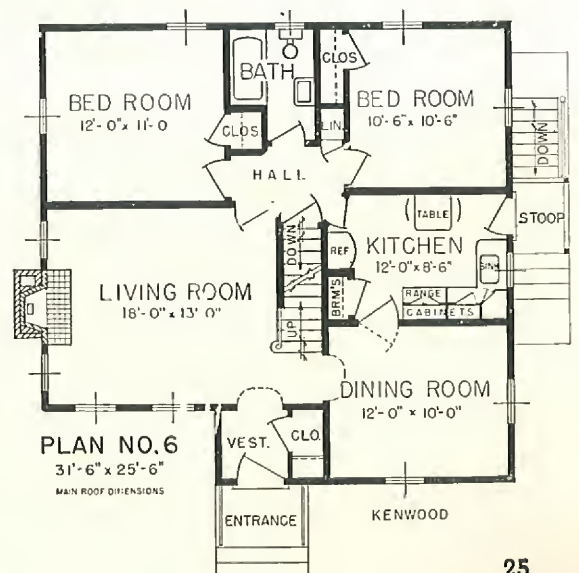 BATH
CLOS
BED ROOM
12'-0" x 11'-0
BED ROOM
10'-6" x 10'-6"
CLOS
LIN.
DOWN
HALL
STOOP
TABLE
REF
KITCHEN
12'-0" x 8'-6"
SINK
DOWN
LIVING ROOM
18'-0" x 13'-0"
BRM'S
RANGE
CABINETS
UP
DINING ROOM
12'-0" x 10'-0"
PLAN NO. 6
31'-6" x 25'-6"
MAIN ROOF DIMENSIONS
VEST.
CLO.
ENTRANCE
KENWOOD
25